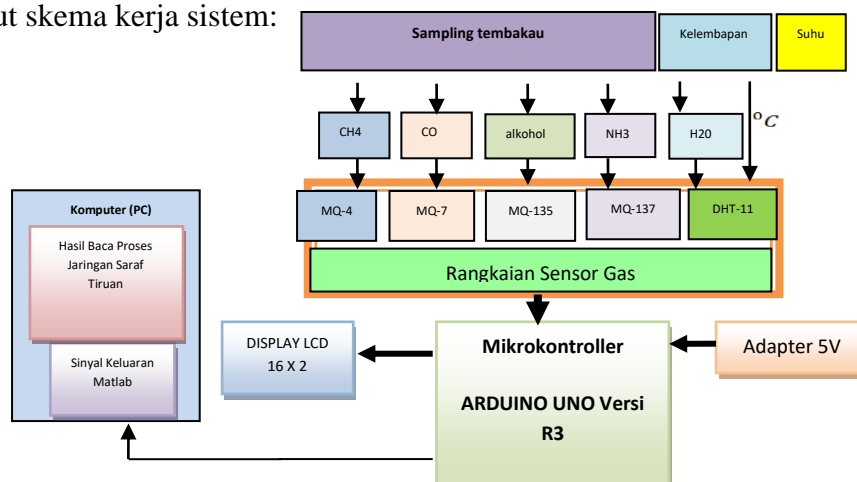 ut skema kerja sistem:
Sampling tembakau
Kelembapan
Suhu
CH4
CO
alkohol
NH3
H20
°C
MQ-4
MQ-7
MQ-135
MQ-137
DHT-11
Rangkaian Sensor Gas
Komputer (PC)
Hasil Baca Proses
Jaringan Saraf
Tiruan
Sinyal Keluaran
Matlab
DISPLAY LCD
16 X 2
Mikrokontroller
ARDUINO UNO Versi
R3
Adapter 5V